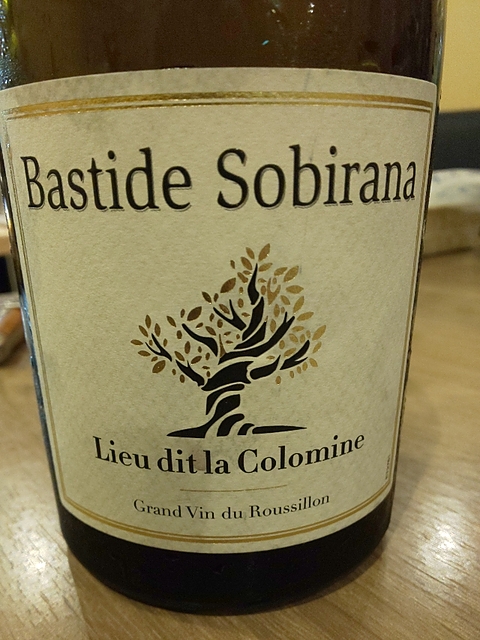 Bastide Sobirana
Lieu dit la Colomine
Grand Vin du Roussillon